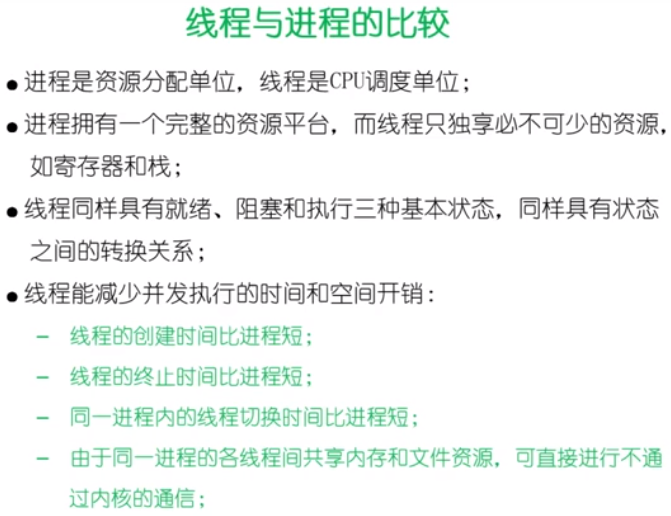 线程与进程的比较
● 进程是资源分配单位，线程是CPU调度单位；
● 进程拥有一个完整的资源平台，而线程只独享必不可少的资源，
如寄存器和栈；
● 线程同样具有就绪、阻塞和执行三种基本状态，同样具有状态
之间的转换关系；
● 线程能减少并发执行的时间和空间开销：
– 线程的创建时间比进程短；
– 线程的终止时间比进程短；
– 同一进程内的线程切换时间比进程短；
– 由于同一进程的各线程间共享内存和文件资源，可直接进行不通
过内核的通信；